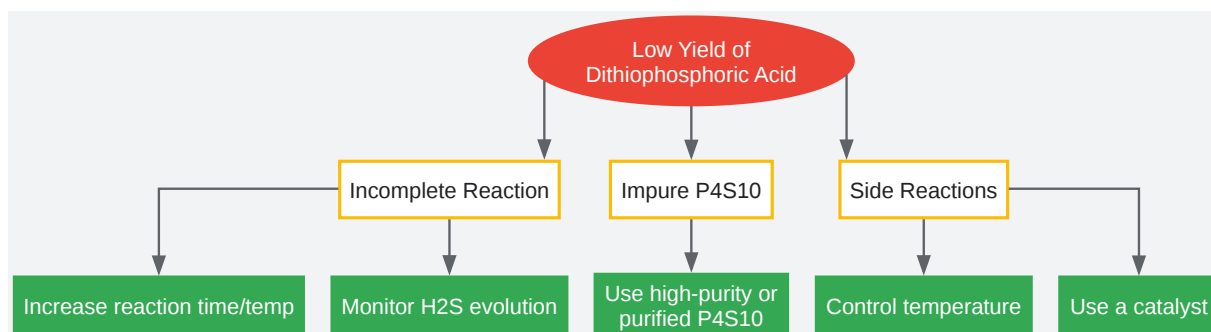 Low Yield of
Dithiophosphoric Acid
Incomplete Reaction
Impure P4S10
Side Reactions
Increase reaction time/temp
Monitor H2S evolution
Use high-purity or
purified P4S10
Control temperature
Use a catalyst